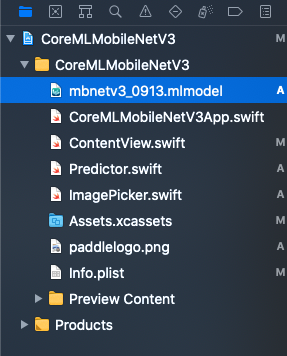 CoreMLMobileNetV3 M
CoreMLMobileNetV3
mbnetv3_0913.mlmodel A
CoreMLMobileNetV3App.swift
ContentView.swift M
Predictor.swift A
ImagePicker.swift A
Assets.xcassets M
paddlelogo.png A
Info.plist M
Preview Content
Products